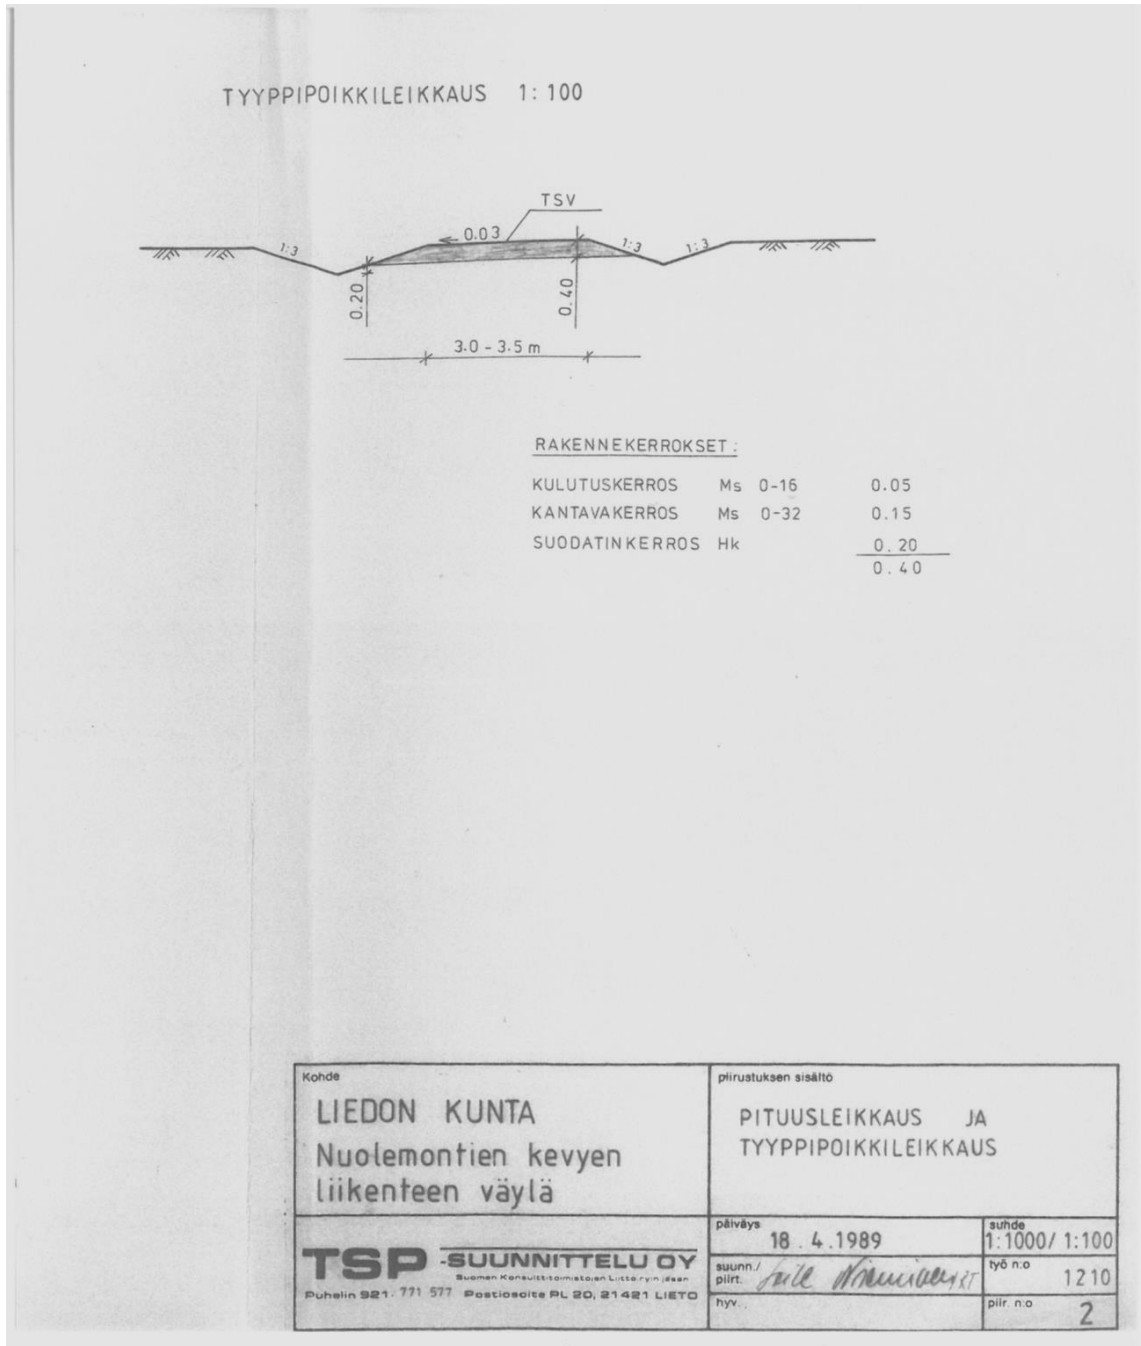 TYYPPIPOIKKILEIKKAUS 1:100
TSV
0.03
1:3
1:3
1:3
0.20
0.40
3.0 - 3.5 m
RAKENNEKERROKSET :
KULUTUSKERROS Ms 0-16 0.05
KANTAVAKERROS Ms 0-32 0.15
SUODATINKERROS Hk 0.20
0.40
Kohde
LIEDON KUNTA
Nuolemontien kevyen
liikenteen väylä
piirustuksen sisältö
PITUUSLEIKKAUS JA
TYYPPIPOIKKILEIKKAUS
TSP -SUUNNITTELU OY
Suomen Konsulttitoimistojen Liitto ry:n jäsen
Puhelin 921- 771 577 Postiosoite PL 20, 21421 LIETO
päiväys
18.4.1989
suhde
1:1000/ 1:100
suunn./
piirt.
työ n:o
1210
hyv.
piir. n:o
2